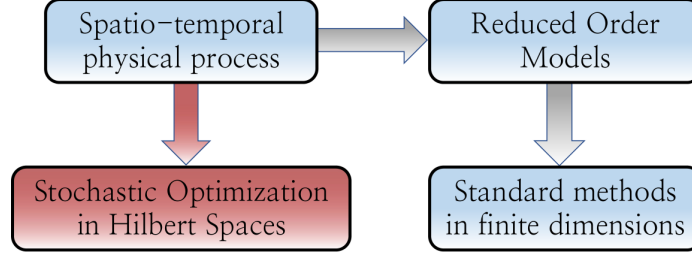 Spatio-temporal
physical process
Reduced Order
Models
Stochastic Optimization
in Hilbert Spaces
Standard methods
in finite dimensions